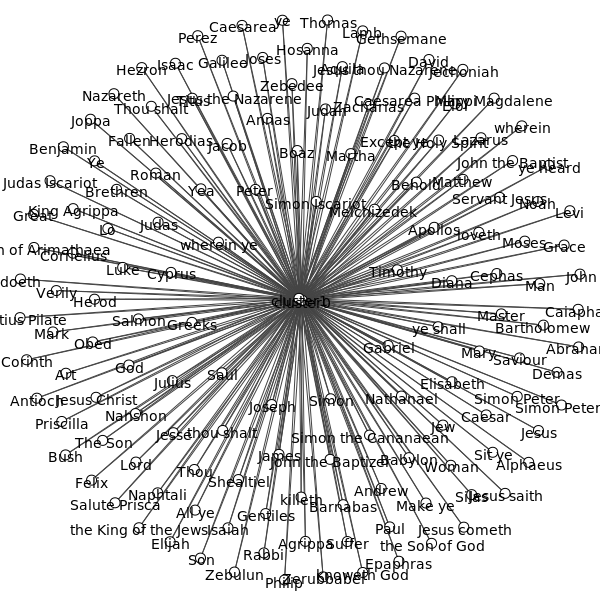 ye
Thomas
Caesarea
Lamb
Perez
Gethsemane
Hosanna
Joses
Isaac
Galilee
David
Hezron
Aquila
Jesus
thou Nazarene
Jechoniah
Zebedee
Nazareth
Titus
Jesus the Nazarene
Caesarea Philippi
Mary Magdalene
Thou shalt
Judah
Zacharias
Joppa
Annas
wherein
Fallen
Herodias
Jacob
Except ye
the Holy Spirit
Lazarus
Benjamin
Boaz
Martha
Ye
John the Baptist
ye heard
Roman
Judas Iscariot
Brethren
Yea
Peter
Behold
Matthew
Servant Jesus
Simon Iscariot
Noah
King Agrippa
Great
Melchizedek
Levi
Lo
Judas
Apollos
loveth
Moses
wherein ye
Grace
n of Arimathaea
Cornelius
Luke
Cyprus
Timothy
Cephas
John
doeth
Diana
Man
Verily
Herod
cluster1
Caiapha
tius Pilate
Salmon
Greeks
Master
Bartholomew
Mark
ye shall
Obed
Gabriel
Mary
Abrahar
Corinth
God
Saviour
Art
Julius
Saul
Demas
Elisabeth
Antioch
Jesus Christ
Joseph
Simon
Nathanael
Simon Peter
Simon Peter
Nahshon
Caesar
Priscilla
Jew
Jesus
Jesse
thou shalt
The Son
Simon the Cananaean
Bush
James
John the Baptizer
Babylon
Sit ye
Lord
Woman
Alphaeus
Thou
Felix
Shealtiel
Andrew
Naphtali
killeth
Silas
Jesus saith
Salute Prisca
All ye
Gentiles
Barnabas
Make ye
the King of the Jews
Isaiah
Paul
Jesus cometh
Elijah
Agrippa
Suffer
the Son of God
Son
Rabbi
Epaphras
Zebulun
Philip
Zerubbabel
knoweth God